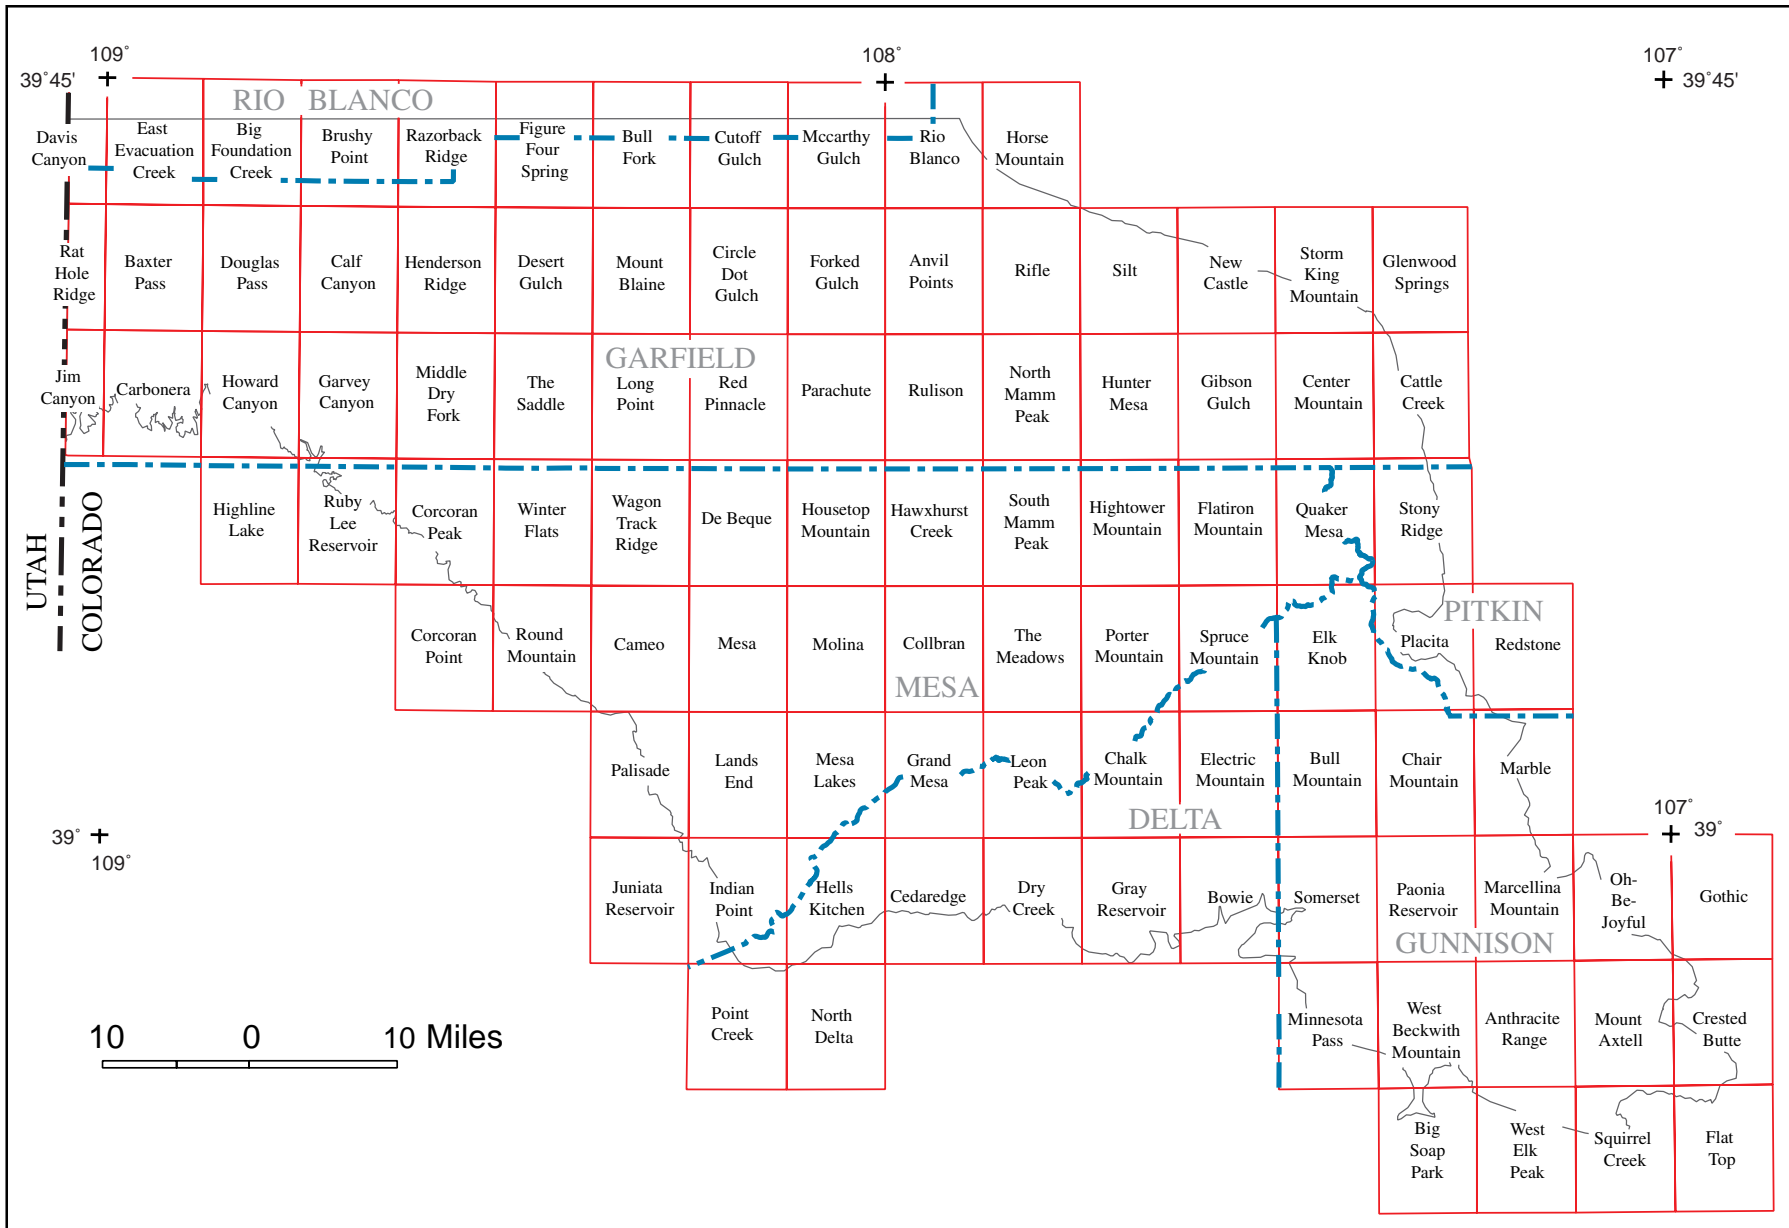 109°
108°
107°
39°45'
39°45'
RIO BLANCO
Davis
Canyon
East
Evacuation
Creek
Big
Foundation
Creek
Brushy
Point
Razorback
Ridge
Figure
Four
Spring
Bull
Fork
Cutoff
Gulch
Mccarthy
Gulch
Rio
Blanco
Horse
Mountain
Rat
Hole
Ridge
Baxter
Pass
Douglas
Pass
Calf
Canyon
Henderson
Ridge
Desert
Gulch
Mount
Blaine
Circle
Dot
Gulch
Forked
Gulch
Anvil
Points
Rifle
Silt
New
Castle
Storm
King
Mountain
Glenwood
Springs
GARFIELD
Jim
Canyon
Carbonera
Howard
Canyon
Garvey
Canyon
Middle
Dry
Fork
The
Saddle
Long
Point
Red
Pinnacle
Parachute
Rulison
North
Mamm
Peak
Hunter
Mesa
Gibson
Gulch
Center
Mountain
Cattle
Creek
UTAH
COLORADO
Highline
Lake
Ruby
Lee
Reservoir
Corcoran
Peak
Winter
Flats
Wagon
Track
Ridge
De Beque
Housetop
Mountain
Hawxhurst
Creek
South
Mamm
Peak
Hightower
Mountain
Flatiron
Mountain
Quaker
Mesa
Stony
Ridge
PITKIN
Corcoran
Point
Round
Mountain
Cameo
Mesa
Molina
Collbran
The
Meadows
Porter
Mountain
Spruce
Mountain
Elk
Knob
Placita
Redstone
MESA
Palisade
Lands
End
Mesa
Lakes
Grand
Mesa
Leon
Peak
Chalk
Mountain
Electric
Mountain
Bull
Mountain
Chair
Mountain
Marble
DELTA
39°
109°
107°
39°
Juniata
Reservoir
Indian
Point
Hells
Kitchen
Cedaredge
Dry
Creek
Gray
Reservoir
Bowie
Somerset
Paonia
Reservoir
Marcellina
Mountain
Oh-
Be-
Joyful
Gothic
GUNNISON
Point
Creek
North
Delta
Minnesota
Pass
West
Beckwith
Mountain
Anthracite
Range
Mount
Axtell
Crested
Butte
10 0 10 Miles
Big
Soap
Park
West
Elk
Peak
Squirrel
Creek
Flat
Top